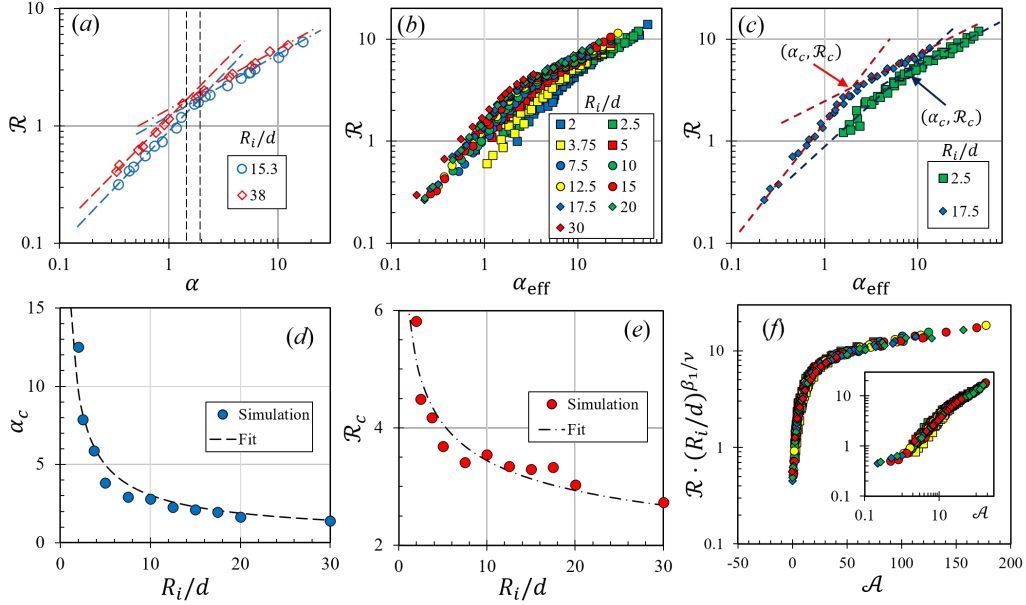 (a)
ℛ
10
1
0.1
0.1
1
10
α
R_i/d
15.3
38
(b)
ℛ
10
1
0.1
0.1
1
10
α_eff
R_i/d
2
2.5
3.75
5
7.5
10
12.5
15
17.5
20
30
(c)
ℛ
10
1
0.1
0.1
1
10
α_eff
(α_c, ℛ_c)
(α_c, ℛ_c)
R_i/d
2.5
17.5
(d)
α_c
15
10
5
0
0
10
20
30
R_i/d
Simulation
Fit
(e)
ℛ_c
6
4
2
0
10
20
30
R_i/d
Simulation
Fit
(f)
ℛ · (R_i/d)^{β_1/ν}
10
1
0.1
-50
0
50
100
150
200
𝒜
10
1
0.1
0.1
10
𝒜